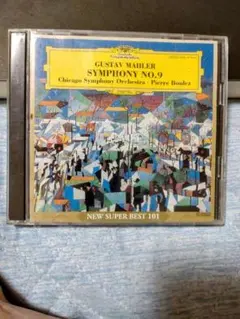 GUSTAV MAHLER
SYMPHONY NO.9
Chicago Symphony Orchestra · Pierre Boulez
NEW SUPER BEST 101